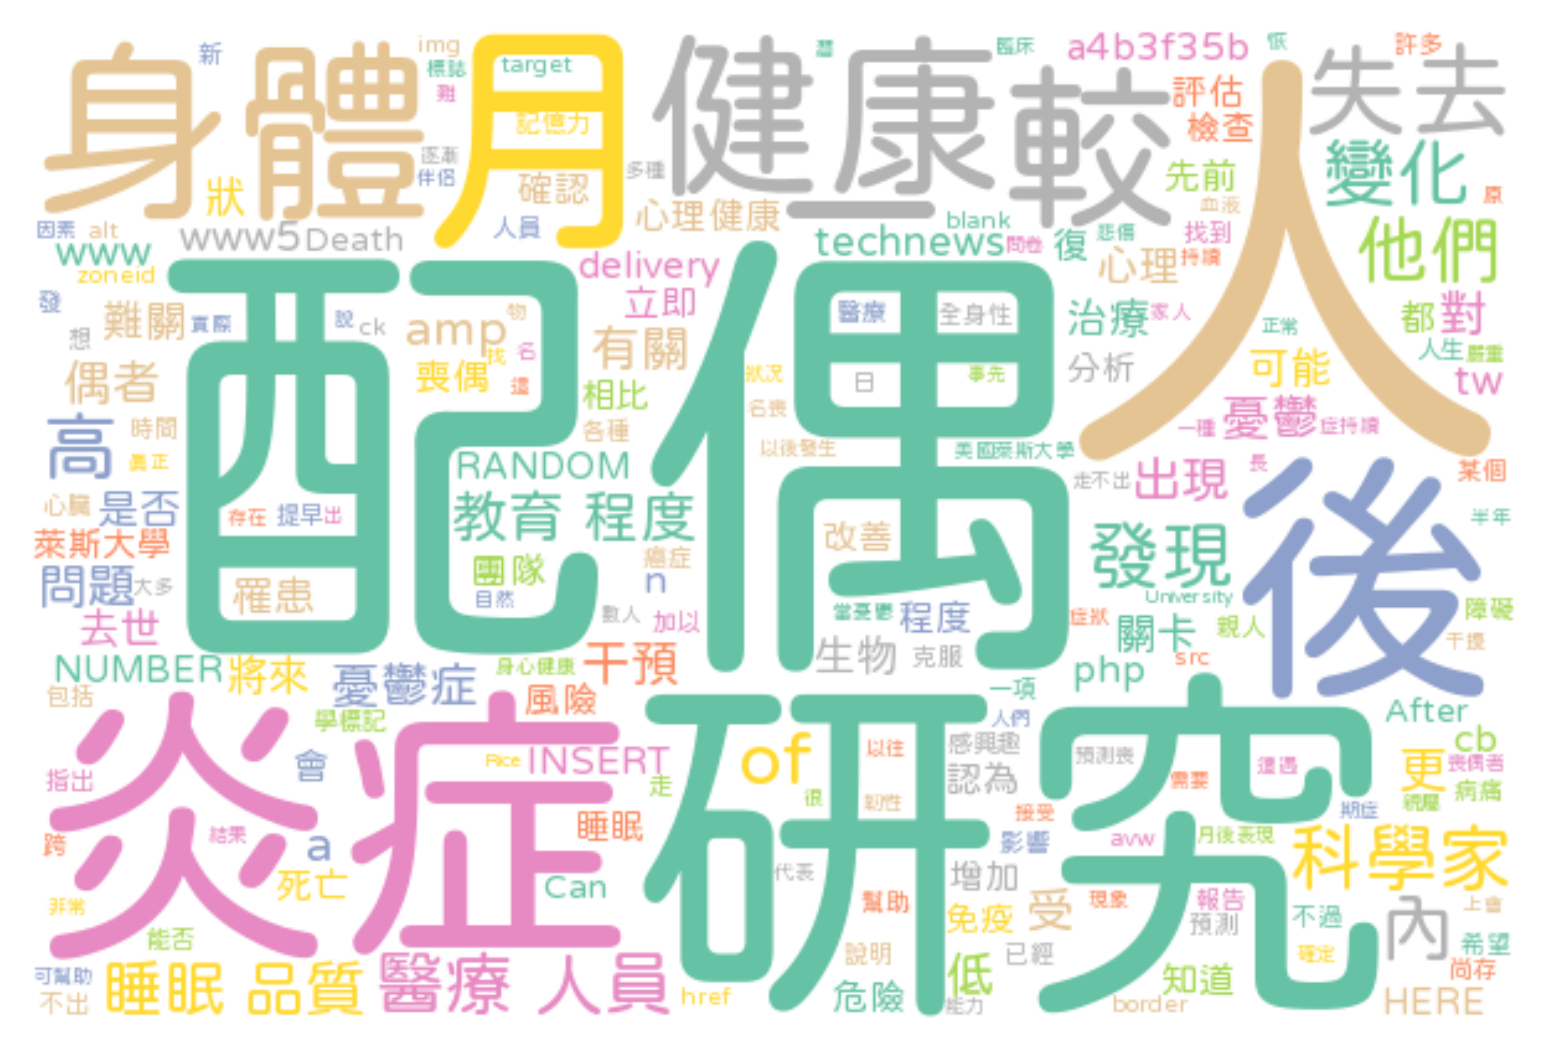 身體
月
健康
較
人
失去
新
img
標誌
難
target
記憶力
逐漸
伴侶
確認
多種
臨床
a4b3f35b
恢
許多
評估
檢查
先前
血液
變化
原
狀
人員
心理健康
一
blank
因素
alt
www
www5
Death
zoneid
technews
問卷
復
悲傷
找到
心理
持續
他們
delivery
立即
配偶
發
想
難關
實際
說
ck
amp
物
找
名
還
喪偶
有關
相比
各種
醫療
全身性
日
事先
狀況
名喪
以後發生
治療
家人
分析
正常
可能
都
對
人生
嚴重
tw
偶者
高
時間
真正
心臟
是否
萊斯大學
問題
大多
去世
存在
提早
出
罹患
RANDOM
教育 程度
團隊
自然
癌症
n
數人
加以
美國萊斯大學
走不出
一種
憂鬱
症持續
出現
長
某個
後
半年
改善
當憂鬱
程度
生物
克服
發現
University
症狀
關卡
親人
障礙
干擾
NUMBER
將來
憂鬱症
身心健康
干預
風險
包括
學標記
一項
人們
php
src
After
cb
炎症
研究
指出
會
Rice
INSERT
走
of
很
以往
韌性
感興趣
認為
預測喪
需要
遭遇
更
喪偶者
親屬
病痛
期症
跨
結果
a
睡眠
死亡
Can
代表
幫助
接受
影響
增加
avw
月後表現
科學家
非常
能否
可幫助
不出
睡眠 品質
醫療 人員
href
說明
危險
免疫
受
已經
低
能力
現象
報告
預測
知道
border
不過
確定
內
上會
希望
尚存
HERE